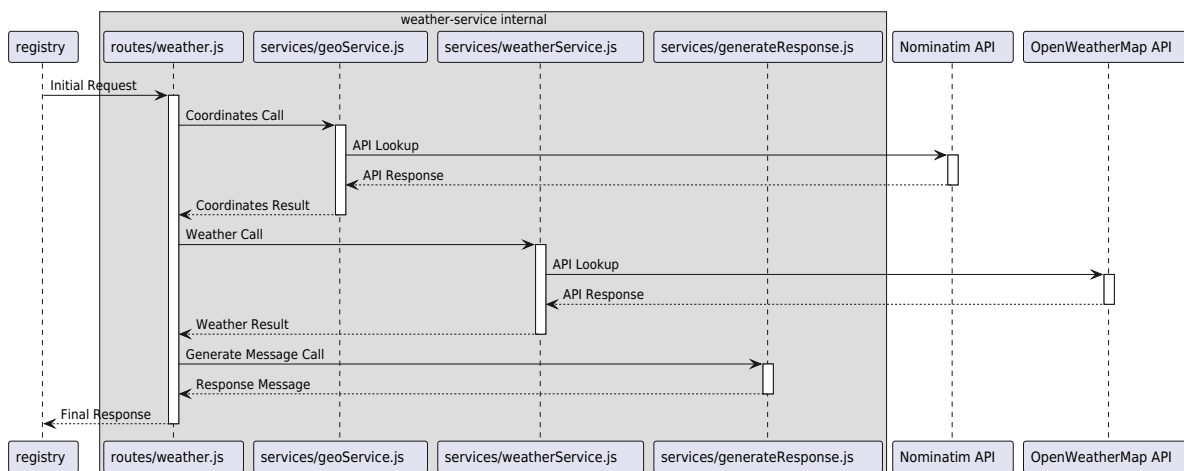 weather-service internal
registry
routes/weather.js
services/geoService.js
services/weatherService.js
services/generateResponse.js
Nominatim API
OpenWeatherMap API
Initial Request
Coordinates Call
API Lookup
API Response
Coordinates Result
Weather Call
API Lookup
API Response
Weather Result
Generate Message Call
Response Message
Final Response
registry
routes/weather.js
services/geoService.js
services/weatherService.js
services/generateResponse.js
Nominatim API
OpenWeatherMap API